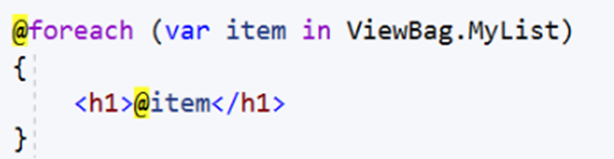 @foreach (var item in ViewBag.MyList)
{
<h1>@item</h1>
}